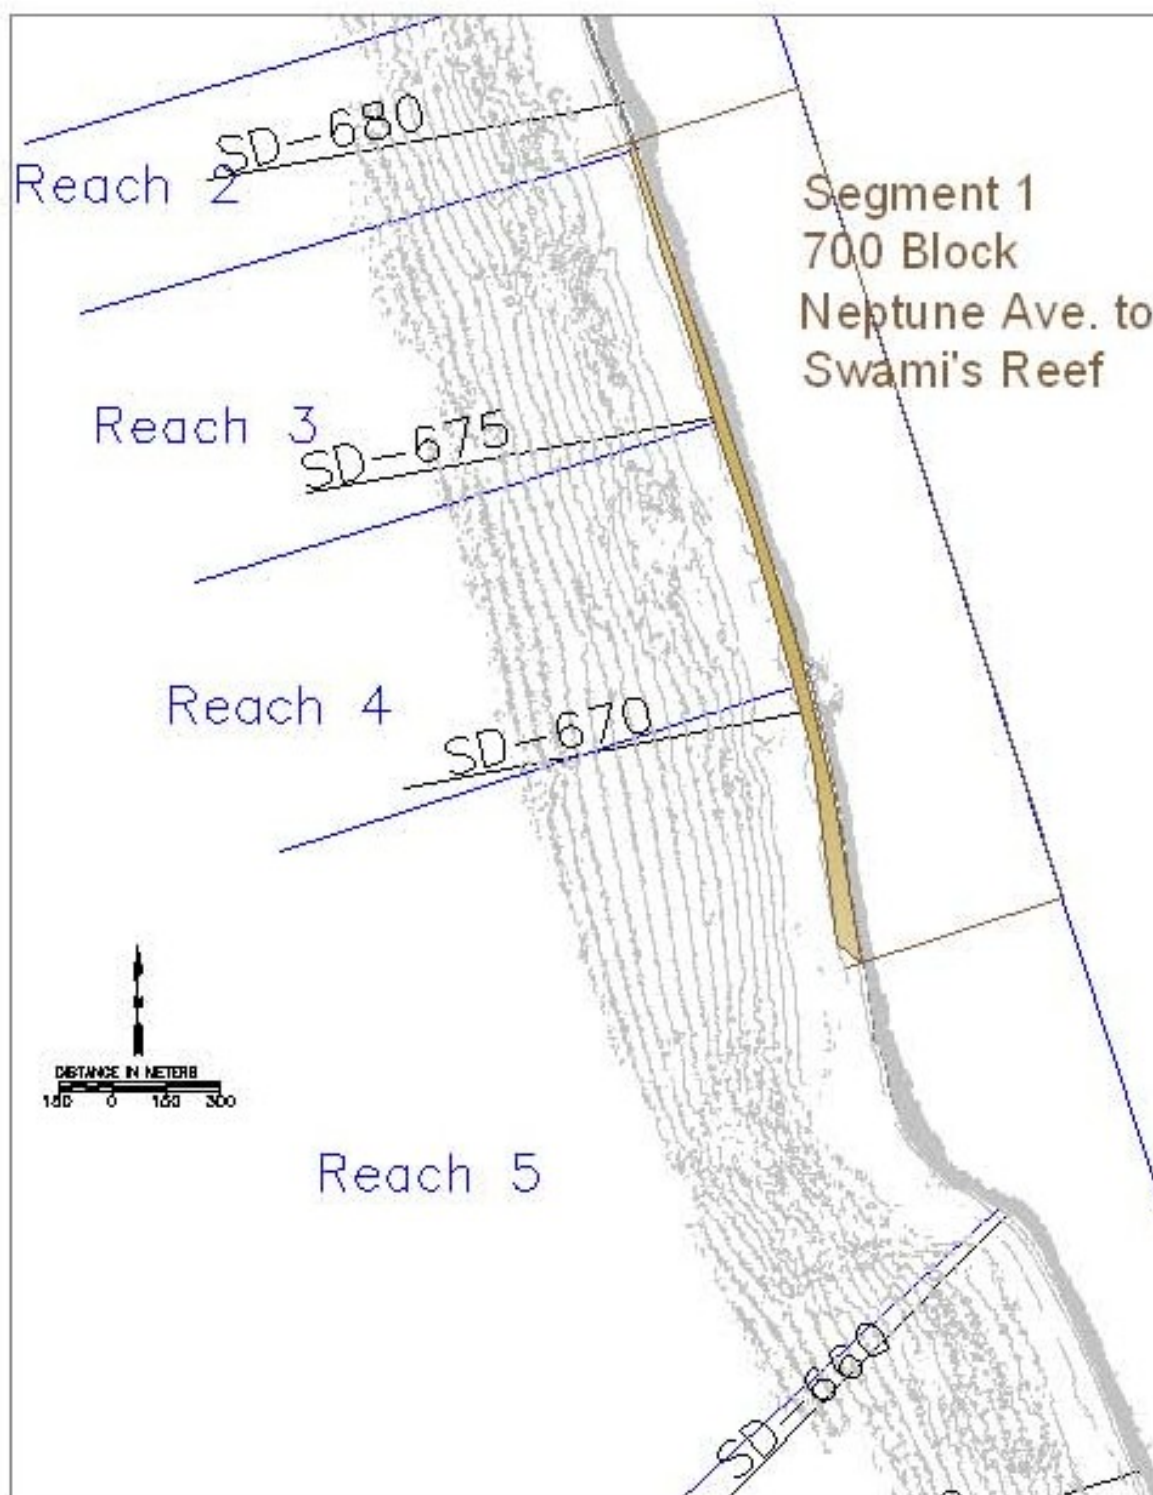 SD-680
Reach 2
Segment 1
700 Block
Neptune Ave. to
Swami's Reef
Reach 3
SD-675
Reach 4
SD-670
DISTANCE IN METERS
150 0 150 300
Reach 5
SD-660